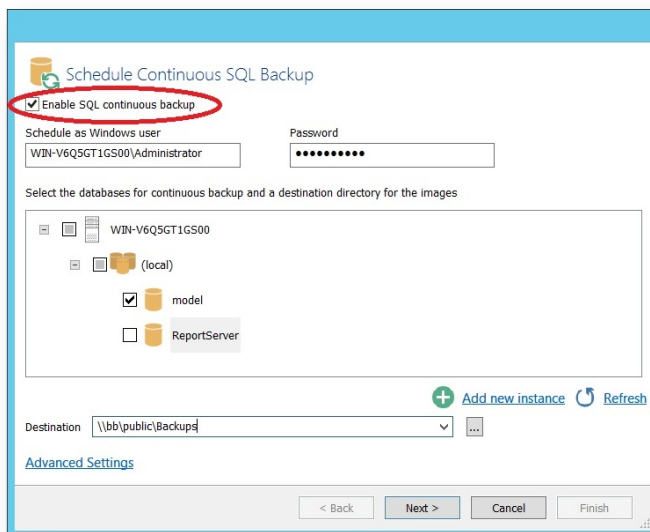 Schedule Continuous SQL Backup
Enable SQL continuous backup
Schedule as Windows user Password
WIN-V6Q5GT1GS00\Administrator ••••••••••
Select the databases for continuous backup and a destination directory for the images
WIN-V6Q5GT1GS00
(local)
model
ReportServer
Add new instance Refresh
Destination \\bb\public\Backups ...
Advanced Settings
< Back Next > Cancel Finish